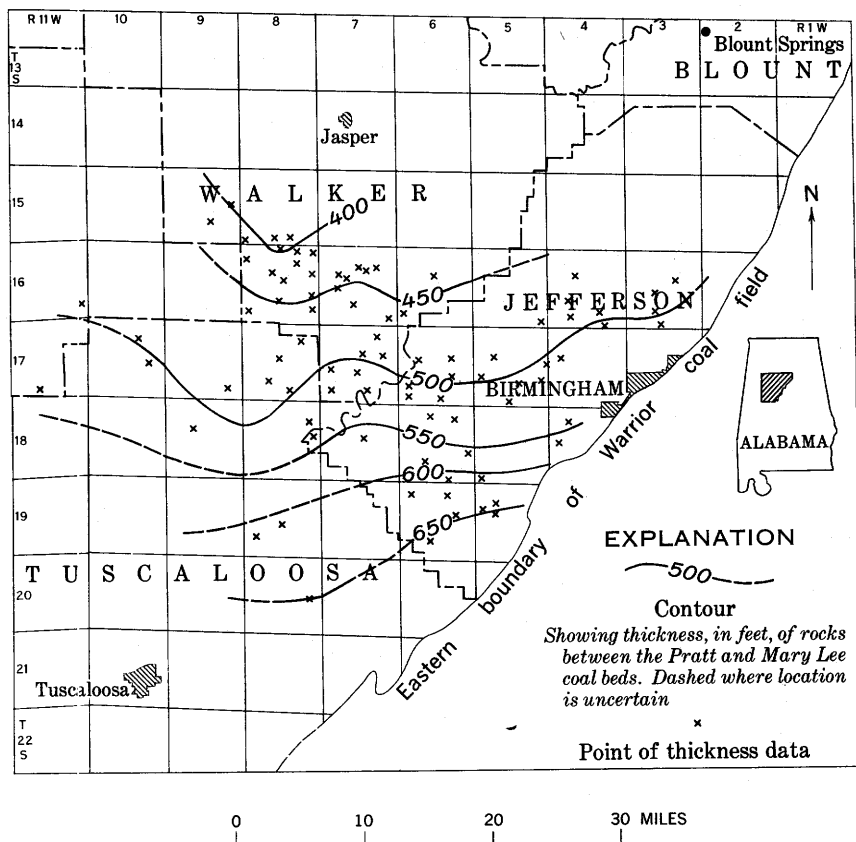 R 11 W 10 9 8 7 6 5 4 3 2 R 1 W
Blount Springs
T
13
S
BLOUNT
14
Jasper
WALKER
15
400
N
16
450
JEFFERSON
17
500
BIRMINGHAM
18
550
600
ALABAMA
19
650
Eastern boundary of Warrior coal field
TUSCALOOSA
20
21
Tuscaloosa
T
22
S
EXPLANATION
500
Contour
Showing thickness, in feet, of rocks
between the Pratt and Mary Lee
coal beds. Dashed where location
is uncertain
×
Point of thickness data
0 10 20 30 MILES